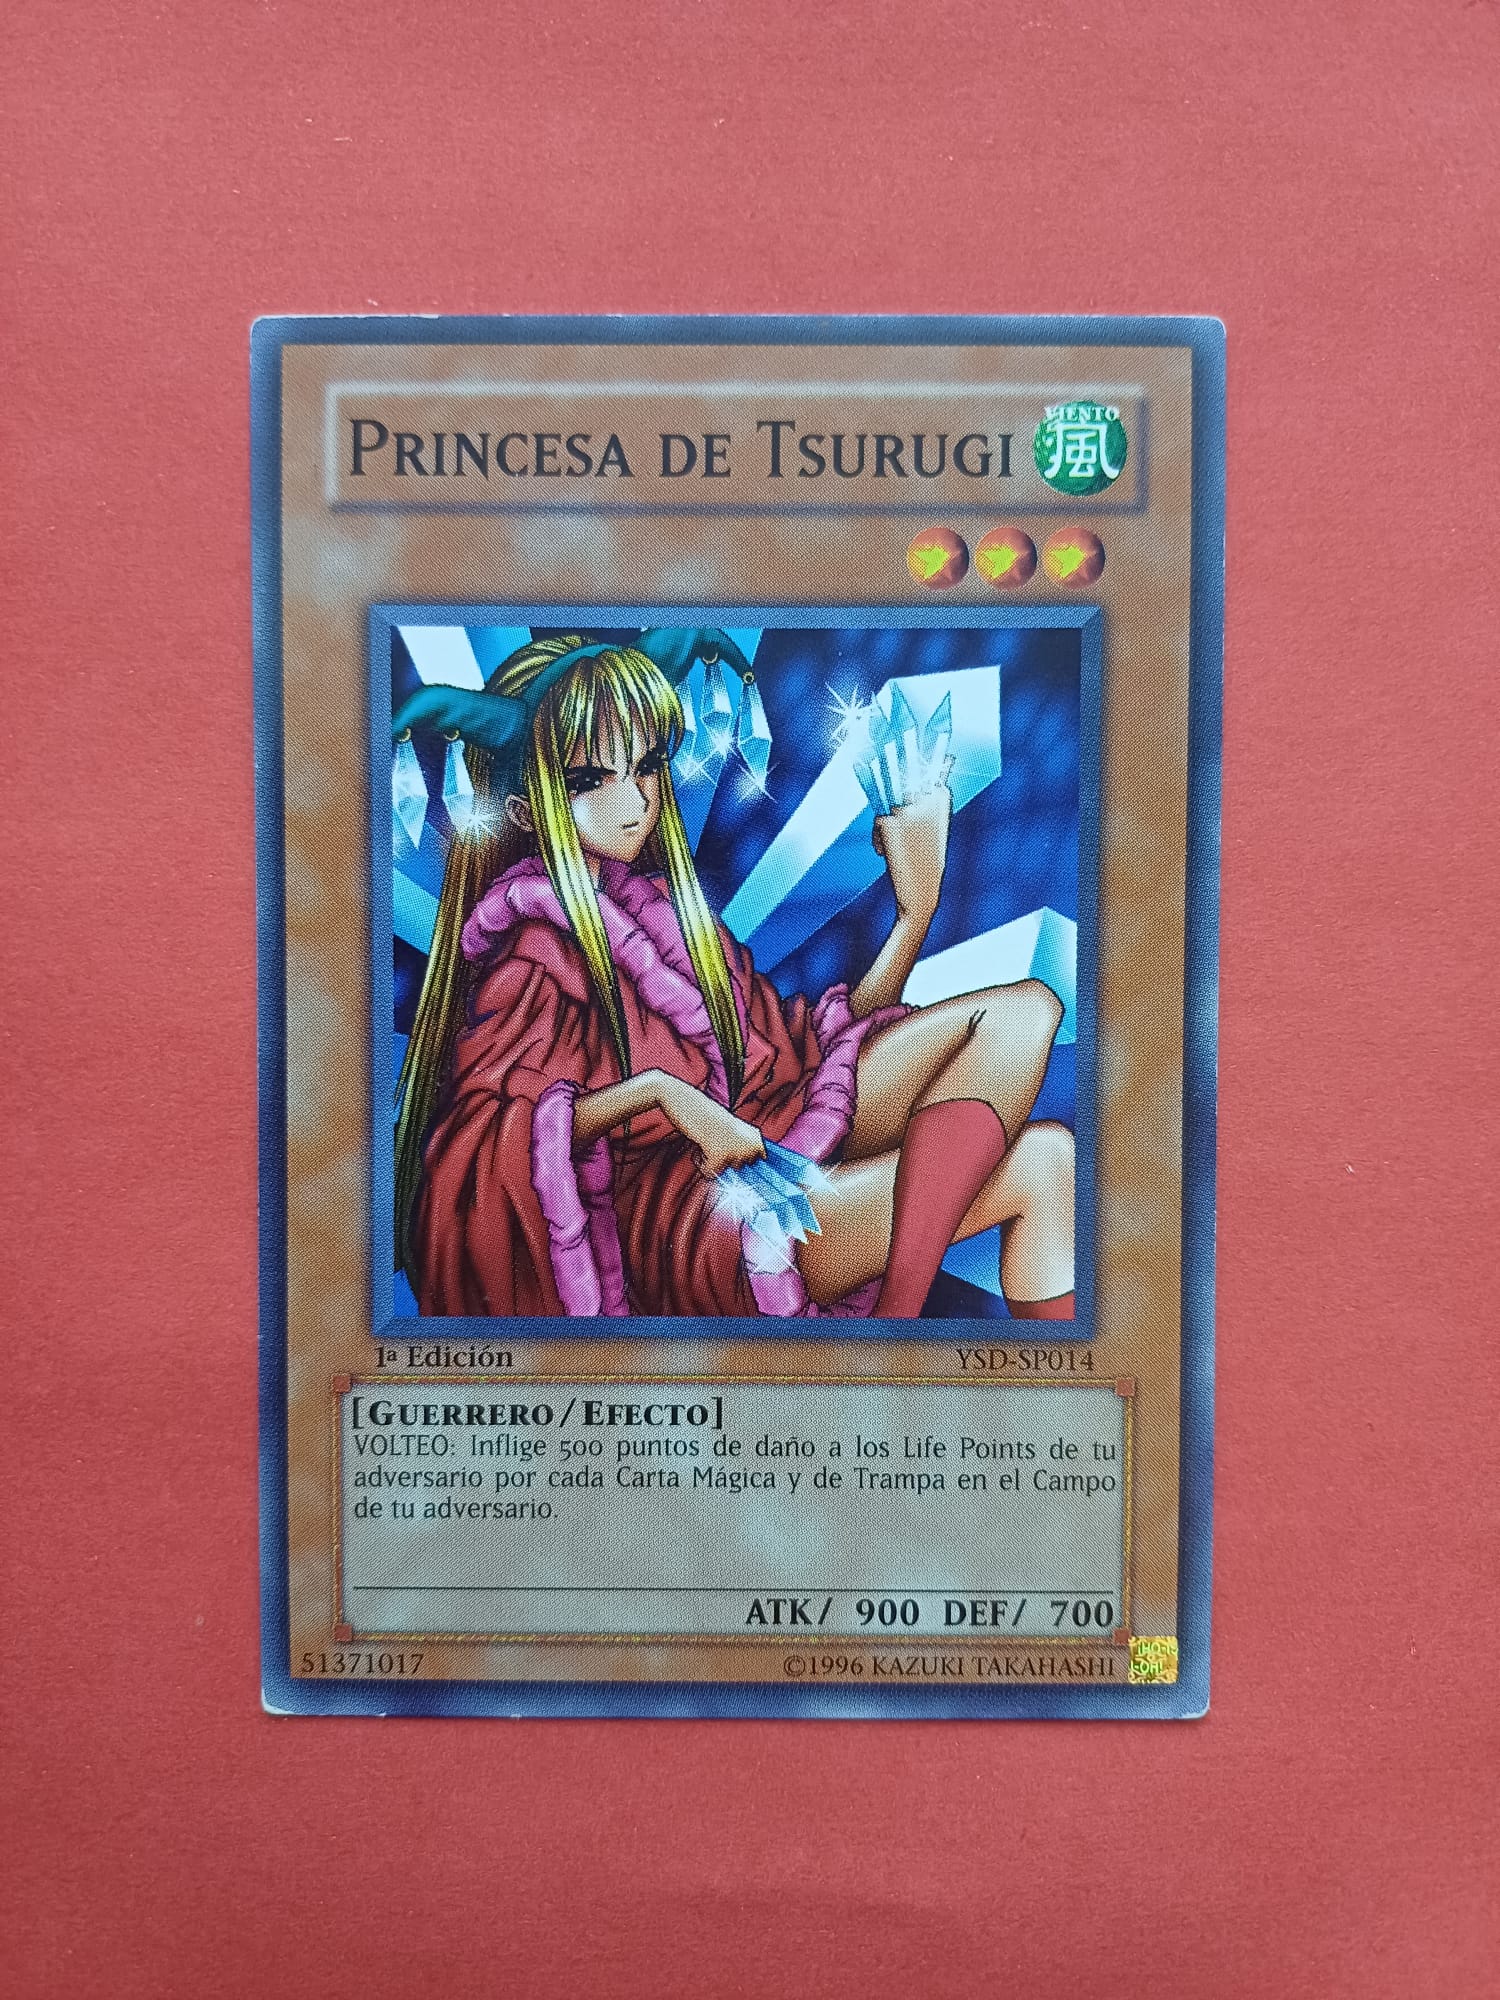 PRINCESA DE TSURUGI
VIENTO
風
1ª Edición
YSD-SP014
[GUERRERO/EFECTO]
VOLTEO: Inflige 500 puntos de daño a los Life Points de tu
adversario por cada Carta Mágica y de Trampa en el Campo
de tu adversario.
ATK/ 900 DEF/ 700
51371017
©1996 KAZUKI TAKAHASHI